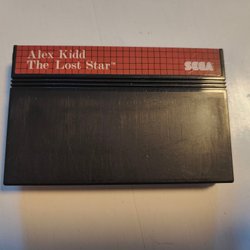 Alex Kidd
The Lost Star™
SEGA